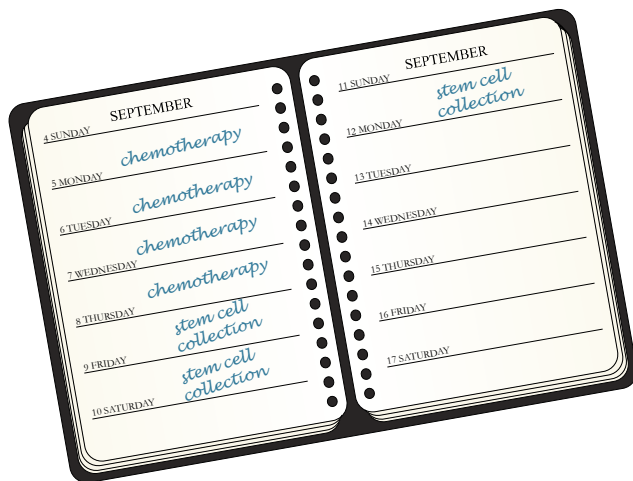 SEPTEMBER
4 SUNDAY
chemotherapy
5 MONDAY
chemotherapy
6 TUESDAY
chemotherapy
7 WEDNESDAY
chemotherapy
8 THURSDAY
stem cell
collection
9 FRIDAY
stem cell
collection
10 SATURDAY
SEPTEMBER
11 SUNDAY
stem cell
collection
12 MONDAY
13 TUESDAY
14 WEDNESDAY
15 THURSDAY
16 FRIDAY
17 SATURDAY